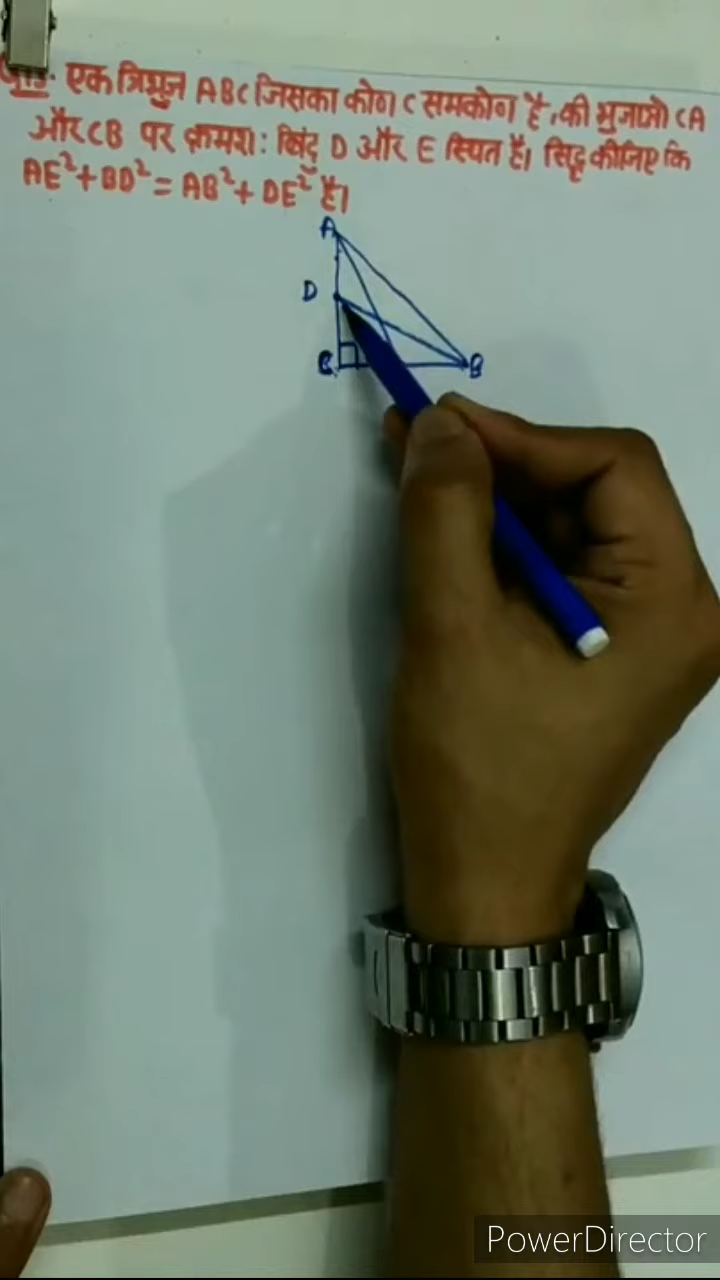 एक त्रिभुज ABC जिसका कोण C समकोण है, की भुजाओं CA
और CB पर क्रमश: बिंदु D और E स्थित है। सिद्ध कीजिए कि
AE²+BD² = AB²+ DE² है।
A
D
C
B
PowerDirector